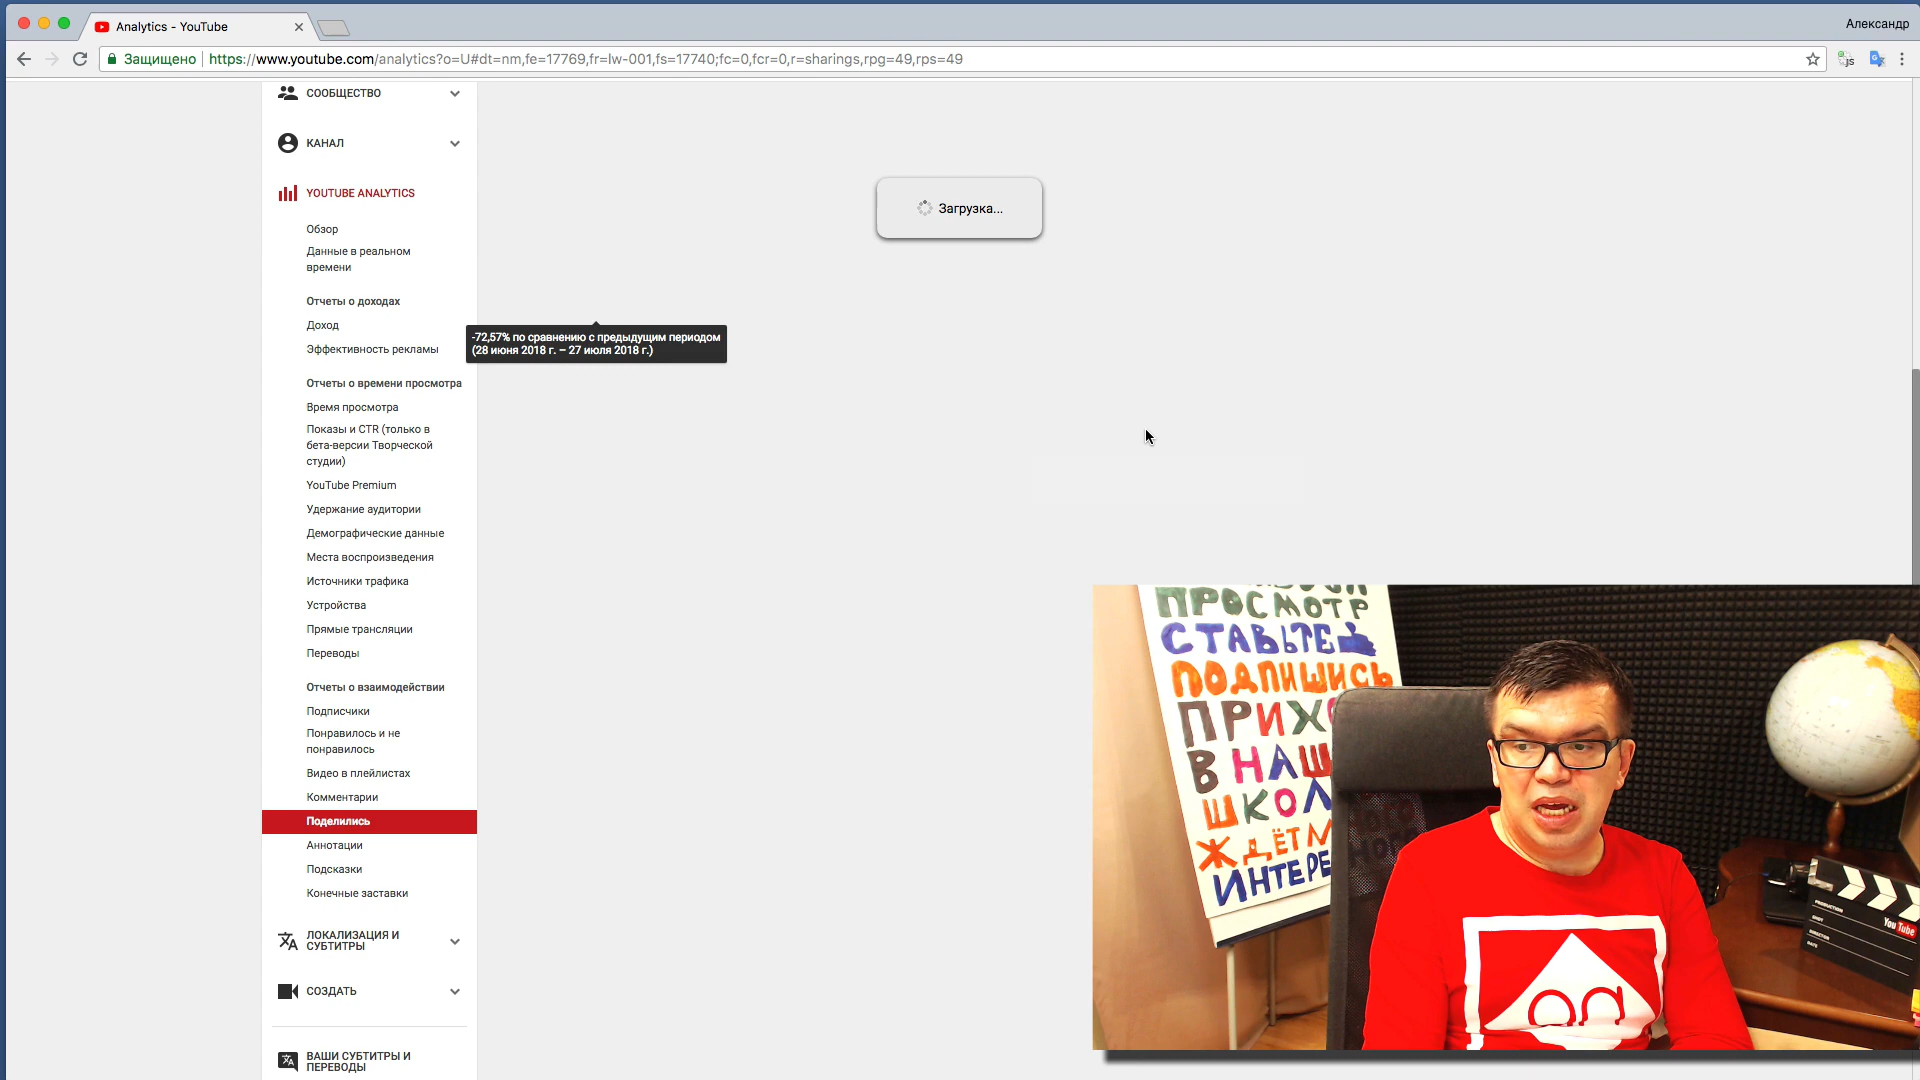 Analytics - YouTube
Александр
Защищено
https://www.youtube.com/analytics?o=U#dt=nm,fe=17769,fr=lw-001,fs=17740;fc=0,fcr=0,r=sharings,rpg=49,rps=49
СООБЩЕСТВО
КАНАЛ
YOUTUBE ANALYTICS
Обзор
Данные в реальном
времени
Отчеты о доходах
Доход
Эффективность рекламы
Отчеты о времени просмотра
Время просмотра
Показы и CTR (только в
бета-версии Творческой
студии)
YouTube Premium
Удержание аудитории
Демографические данные
Места воспроизведения
Источники трафика
Устройства
Прямые трансляции
Переводы
Отчеты о взаимодействии
Подписчики
Понравилось и не
понравилось
Видео в плейлистах
Комментарии
Поделились
Аннотации
Подсказки
Конечные заставки
ЛОКАЛИЗАЦИЯ И
СУБТИТРЫ
СОЗДАТЬ
ВАШИ СУБТИТРЫ И
ПЕРЕВОДЫ
Загрузка...
-72,57% по сравнению с предыдущим периодом
(28 июня 2018 г. – 27 июля 2018 г.)
ПРОСМОТР
СТАВЬТЕ
ПОДПИШИСЬ
ПРИХО
В НАШ
ШКОЛ
ЖДЁТ
ИНТЕРЕ
PRODUCTION
YouTube